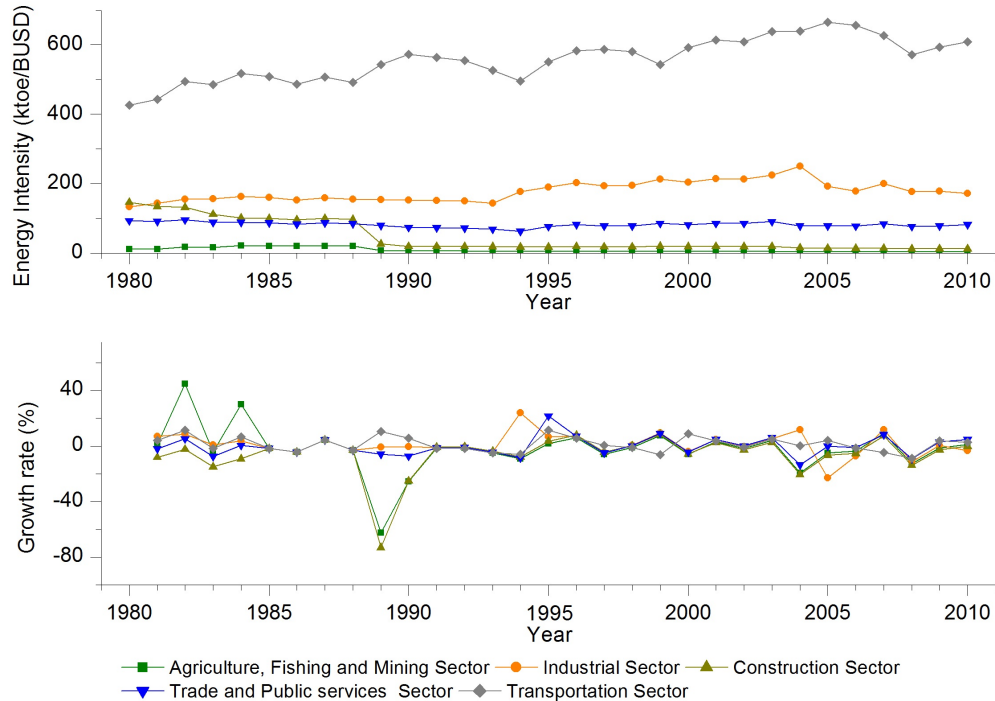 Energy Intensity (ktoe/BUSD)
600
400
200
0
1980 1985 1990 1995 2000 2005 2010
Year
Growth rate (%)
40
0
-40
-80
1980 1985 1990 1995 2000 2005 2010
Year
Agriculture, Fishing and Mining Sector Industrial Sector Construction Sector
Trade and Public services Sector Transportation Sector